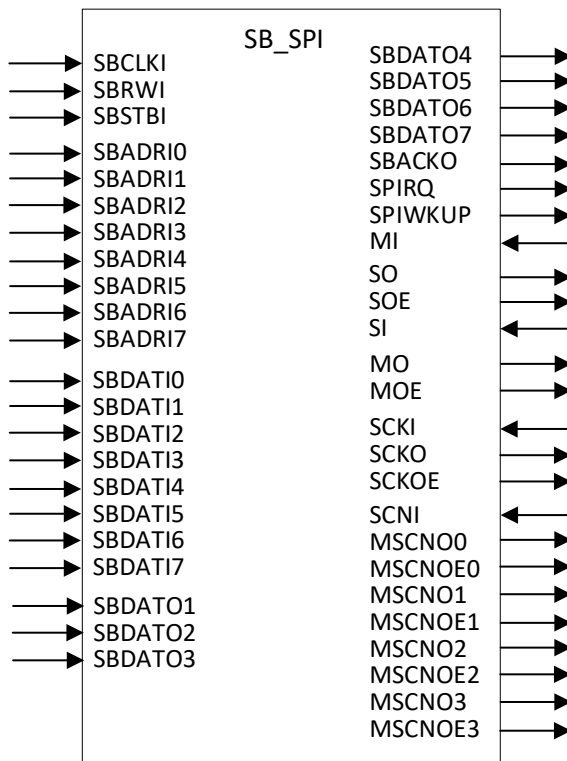 SB_SPI
SBCLKI
SBRWI
SBSTBI
SBADRI0
SBADRI1
SBADRI2
SBADRI3
SBADRI4
SBADRI5
SBADRI6
SBADRI7
SBDATI0
SBDATI1
SBDATI2
SBDATI3
SBDATI4
SBDATI5
SBDATI6
SBDATI7
SBDATO1
SBDATO2
SBDATO3
SBDATO4
SBDATO5
SBDATO6
SBDATO7
SBACKO
SPIRQ
SPIWKUP
MI
SO
SOE
SI
MO
MOE
SCKI
SCKO
SCKOE
SCNI
MSCNO0
MSCNOE0
MSCNO1
MSCNOE1
MSCNO2
MSCNOE2
MSCNO3
MSCNOE3